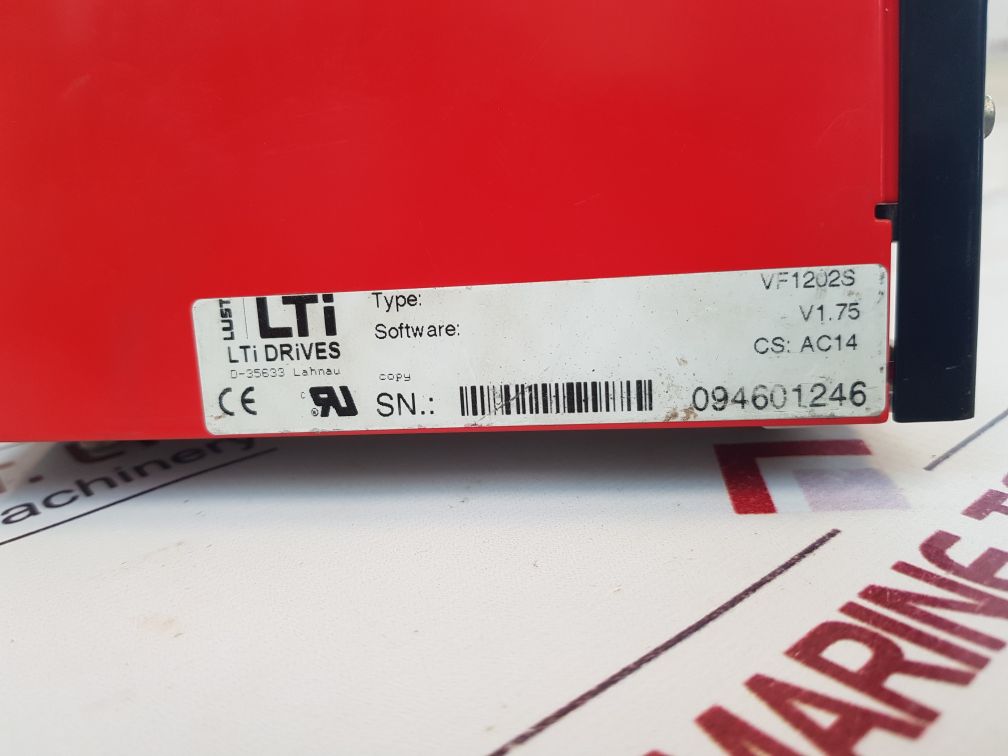 LUST
LTi
LTi DRiVES
D-35633 Lahnau
Type: VF1202S
Software: V1.75
CS: AC14
copy
SN.: 094601246
CE
c RU ®
achinery
MARINE